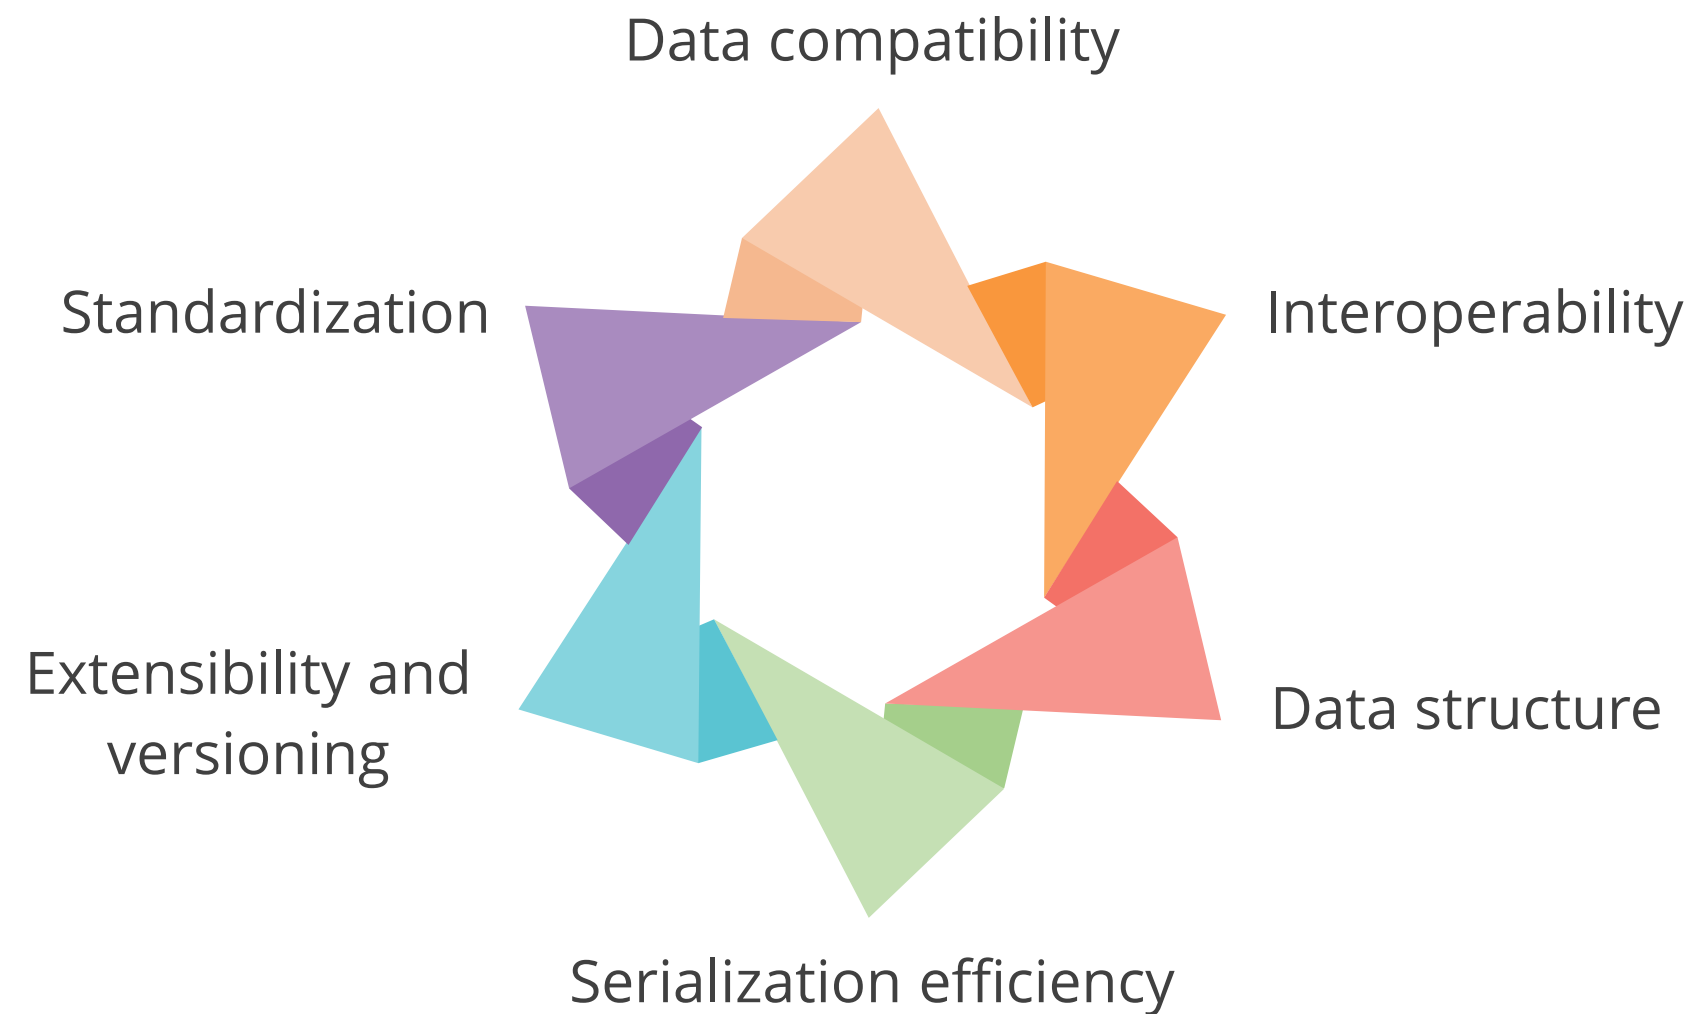 Data compatibility
Standardization
Interoperability
Extensibility and
versioning
Data structure
Serialization efficiency